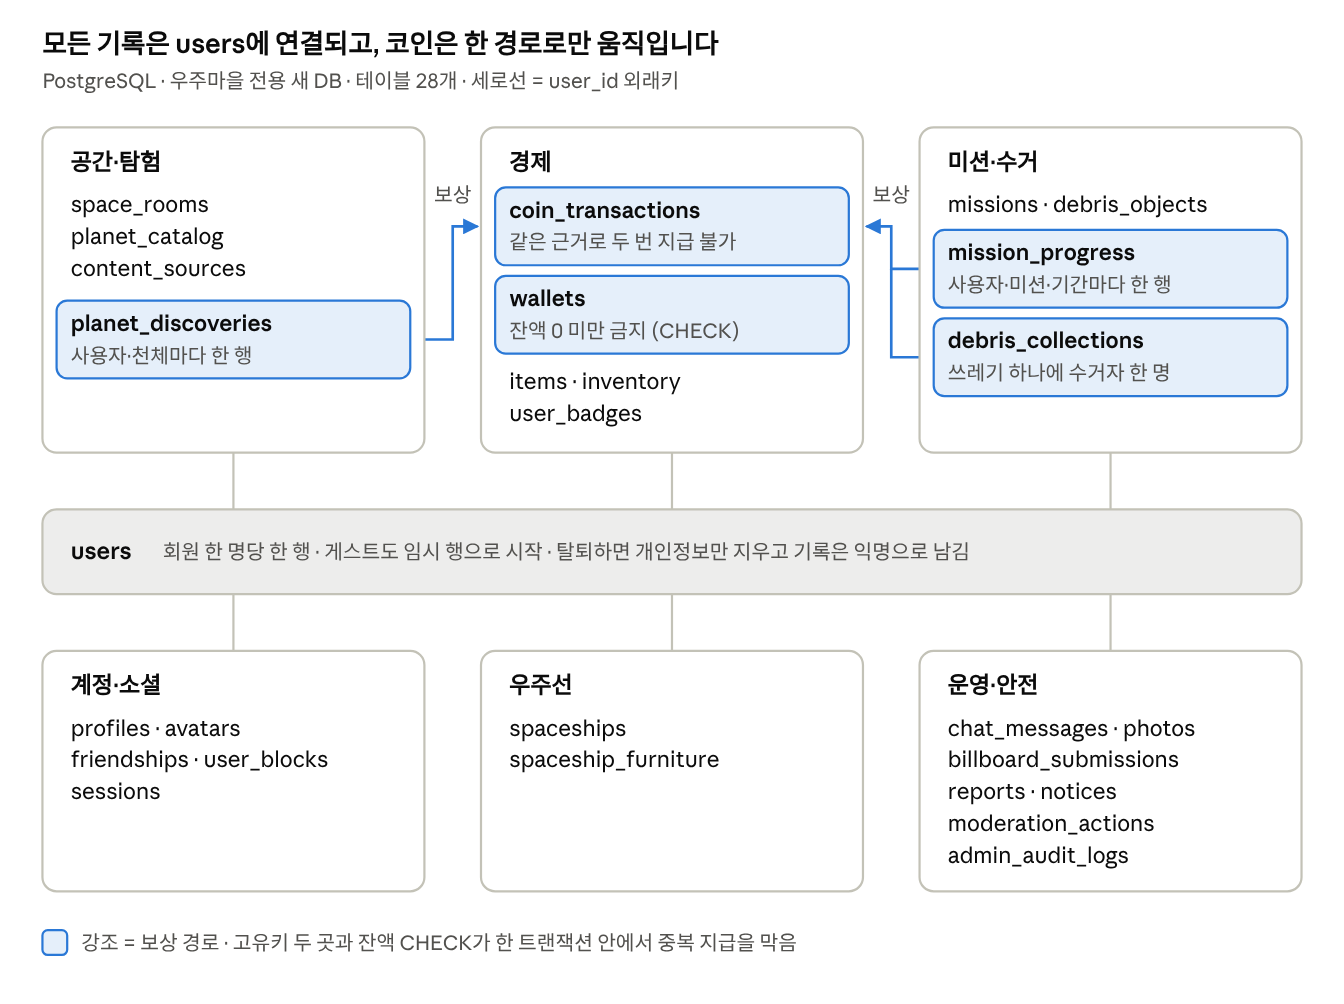 모든 기록은 users에 연결되고, 코인은 한 경로로만 움직입니다
PostgreSQL · 우주마을 전용 새 DB · 테이블 28개 · 세로선 = user_id 외래키
공간·탐험
space_rooms
planet_catalog
content_sources
planet_discoveries
사용자·천체마다 한 행
보상
경제
coin_transactions
같은 근거로 두 번 지급 불가
wallets
잔액 0 미만 금지 (CHECK)
items · inventory
user_badges
보상
미션·수거
missions · debris_objects
mission_progress
사용자·미션·기간마다 한 행
debris_collections
쓰레기 하나에 수거자 한 명
users 회원 한 명당 한 행 · 게스트도 임시 행으로 시작 · 탈퇴하면 개인정보만 지우고 기록은 익명으로 남김
계정·소셜
profiles · avatars
friendships · user_blocks
sessions
우주선
spaceships
spaceship_furniture
운영·안전
chat_messages · photos
billboard_submissions
reports · notices
moderation_actions
admin_audit_logs
강조 = 보상 경로 · 고유키 두 곳과 잔액 CHECK가 한 트랜잭션 안에서 중복 지급을 막음